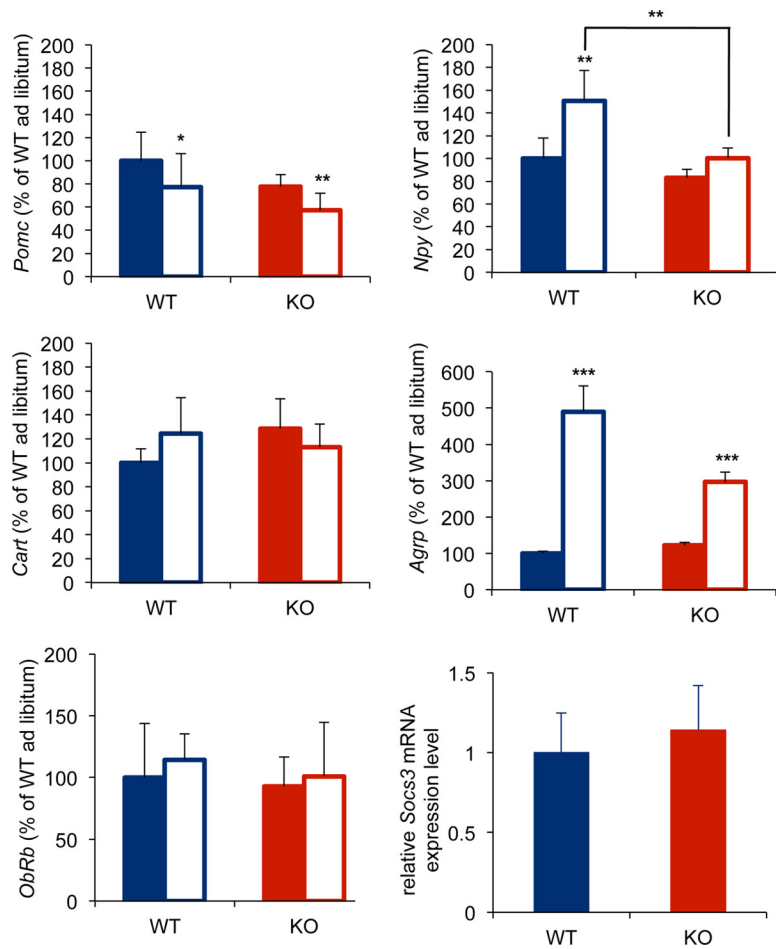 Pomc (% of WT ad libitum)
200
180
160
140
120
100
80
60
40
20
0
*
**
WT
KO
Npy (% of WT ad libitum)
200
180
160
140
120
100
80
60
40
20
0
**
**
WT
KO
Cart (% of WT ad libitum)
200
180
160
140
120
100
80
60
40
20
0
WT
KO
Agrp (% of WT ad libitum)
600
500
400
300
200
100
0
***
***
WT
KO
ObRb (% of WT ad libitum)
200
150
100
50
0
WT
KO
relative Socs3 mRNA
expression level
1.5
1
0.5
0
WT
KO